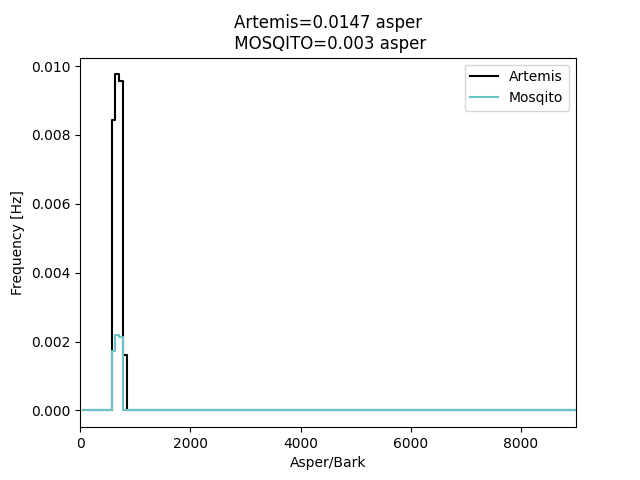 Artemis=0.0147 asper
MOSQITO=0.003 asper
0.010
0.008
0.006
0.004
0.002
0.000
Frequency [Hz]
Artemis
Mosqito
0
2000
4000
6000
8000
Asper/Bark